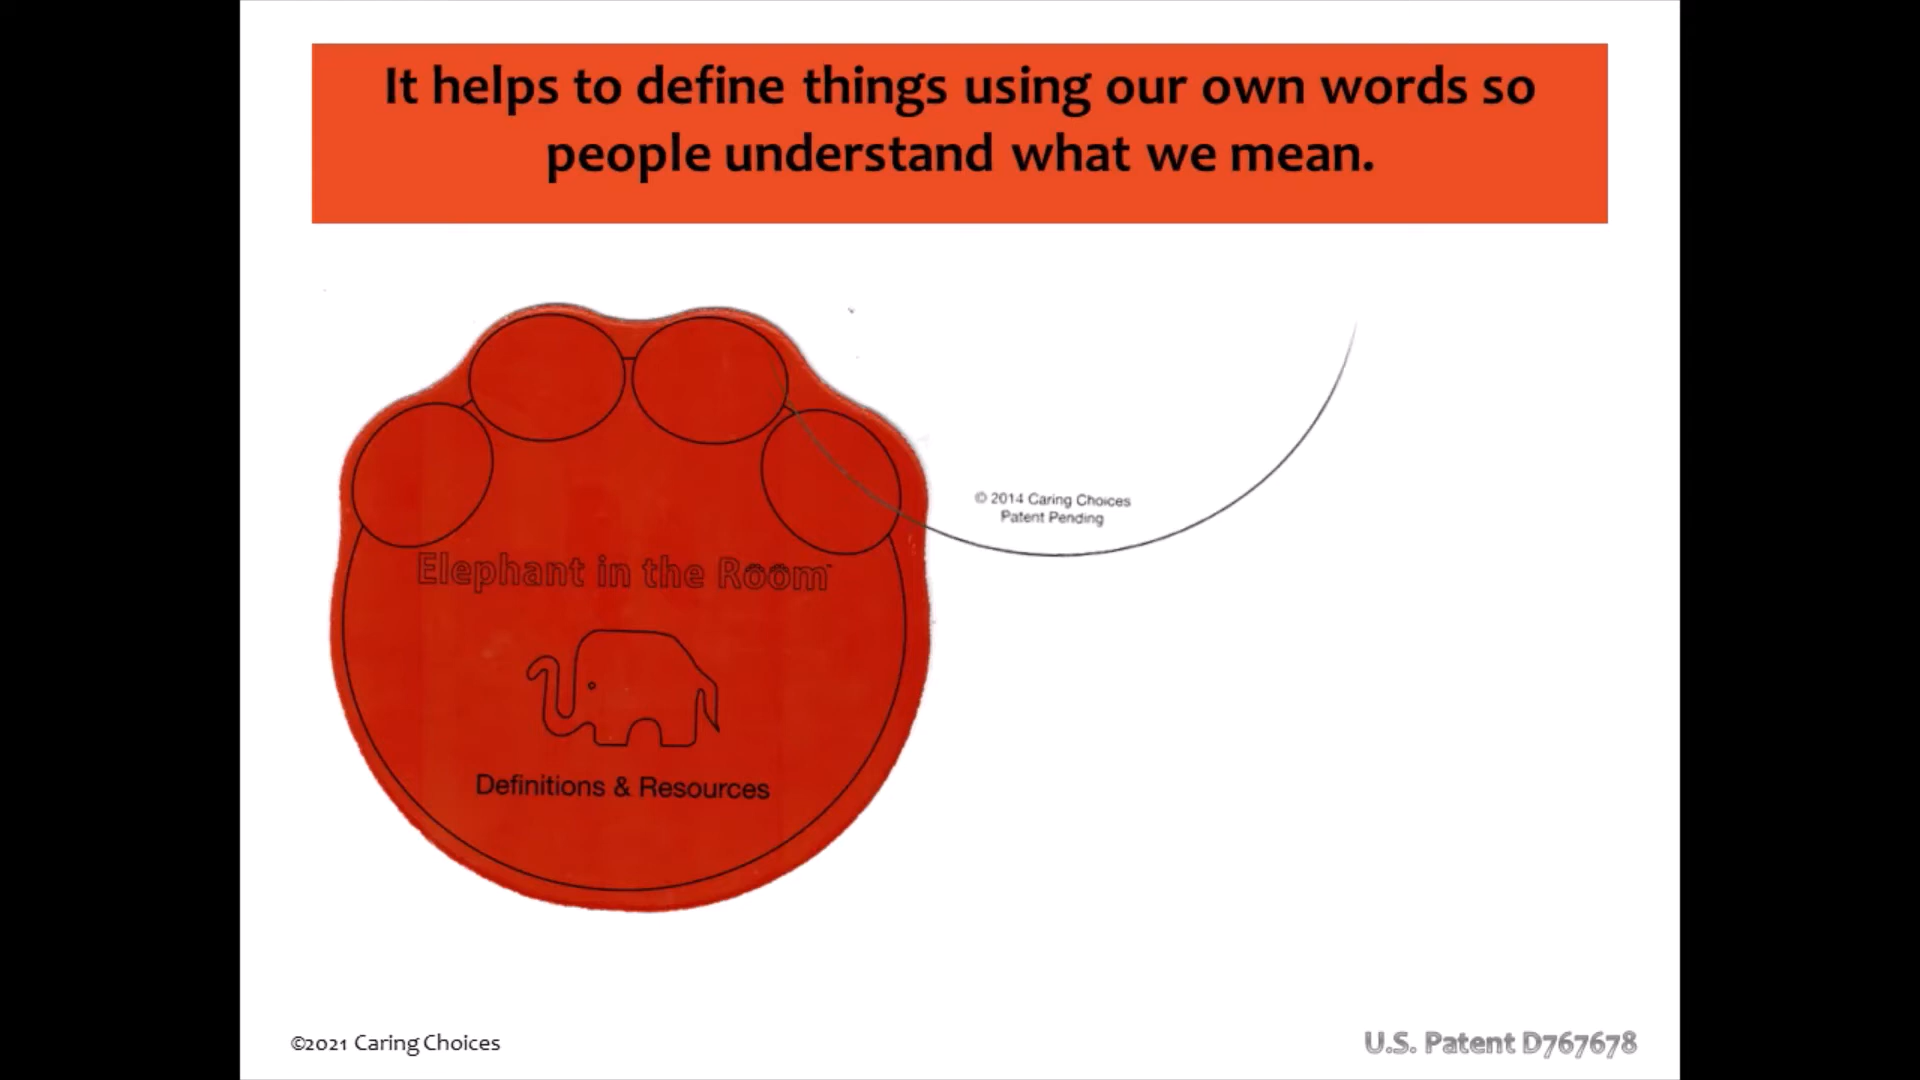 It helps to define things using our own words so
people understand what we mean.
© 2014 Caring Choices
Patent Pending
Elephant in the Room™
Definitions & Resources
©2021 Caring Choices
U.S. Patent D767678